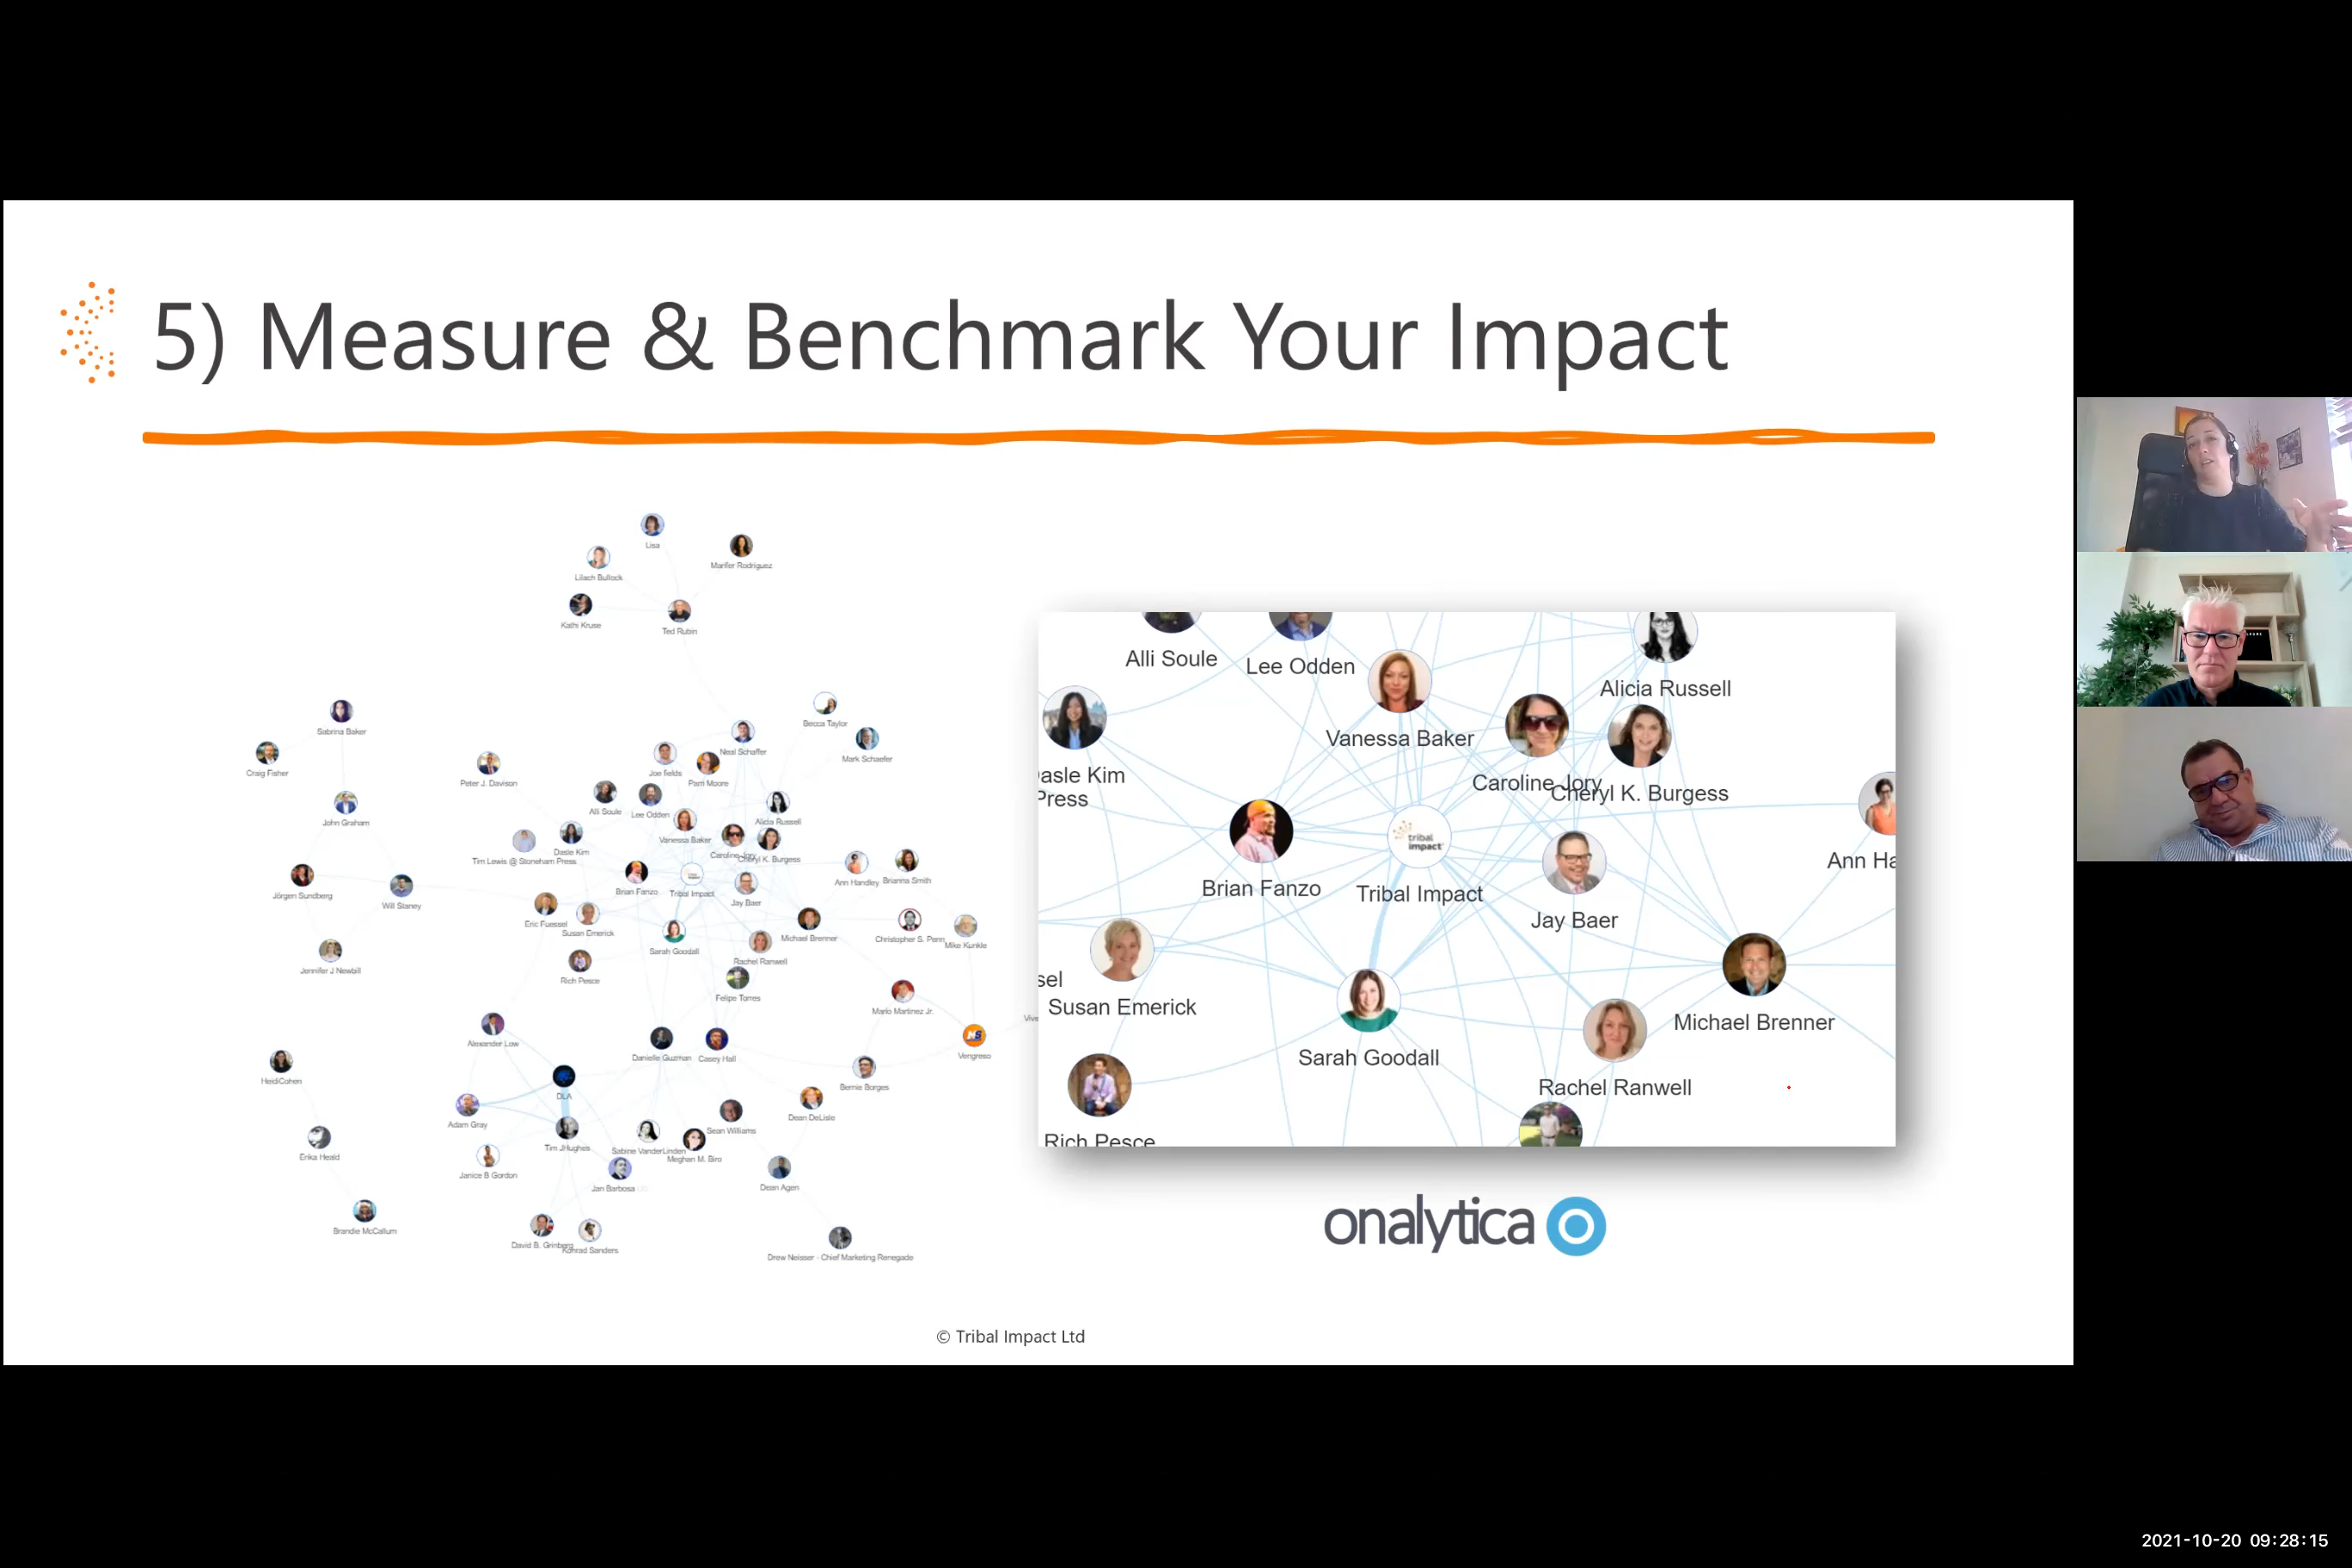 5) Measure & Benchmark Your Impact
Lisa
Marifer Rodriguez
Lilach Bullock
Kathi Kruse
Ted Rubin
Sabrina Baker
Craig Fisher
John Graham
Jörgen Sundberg
Will Staney
Jennifer J Newbill
Peter J. Davison
Becca Taylor
Mark Schaefer
Neal Schaffer
Joe fields
Pam Moore
Alli Soule
Lee Odden
Alicia Russell
Vanessa Baker
Dasle Kim
Tim Lewis @ Stoneham Press
Caroline Jory
Cheryl K. Burgess
Brian Fanzo
Tribal Impact
Jay Baer
Ann Handley
Brianna Smith
Eric Fuessel
Susan Emerick
Michael Brenner
Christopher S. Penn
Mike Kunkle
Sarah Goodall
Rachel Ranwell
Rich Pesce
Felipe Torres
Mario Martinez Jr.
Vive
Vengreso
Alexander Low
Danielle Guzman
Casey Hall
Bernie Borges
HeidiCohen
DLA
Adam Gray
Dean DeLisle
Sean Williams
Tim JHughes
Sabine VanderLinden
Meghan M. Biro
Erika Heald
Janice B Gordon
Jan Barbosa
Dean Agen
Brandie McCallum
David B. Grinberg
Konrad Sanders
Drew Neisser - Chief Marketing Renegade
Alli Soule
Lee Odden
Alicia Russell
Vanessa Baker
asle Kim
Press
Caroline Jory
Cheryl K. Burgess
tribal
impact
Ann Ha
Brian Fanzo
Tribal Impact
Jay Baer
sel
Susan Emerick
Michael Brenner
Sarah Goodall
Rachel Ranwell
Rich Pesce
onalytica
© Tribal Impact Ltd
2021-10-20 09:28:15